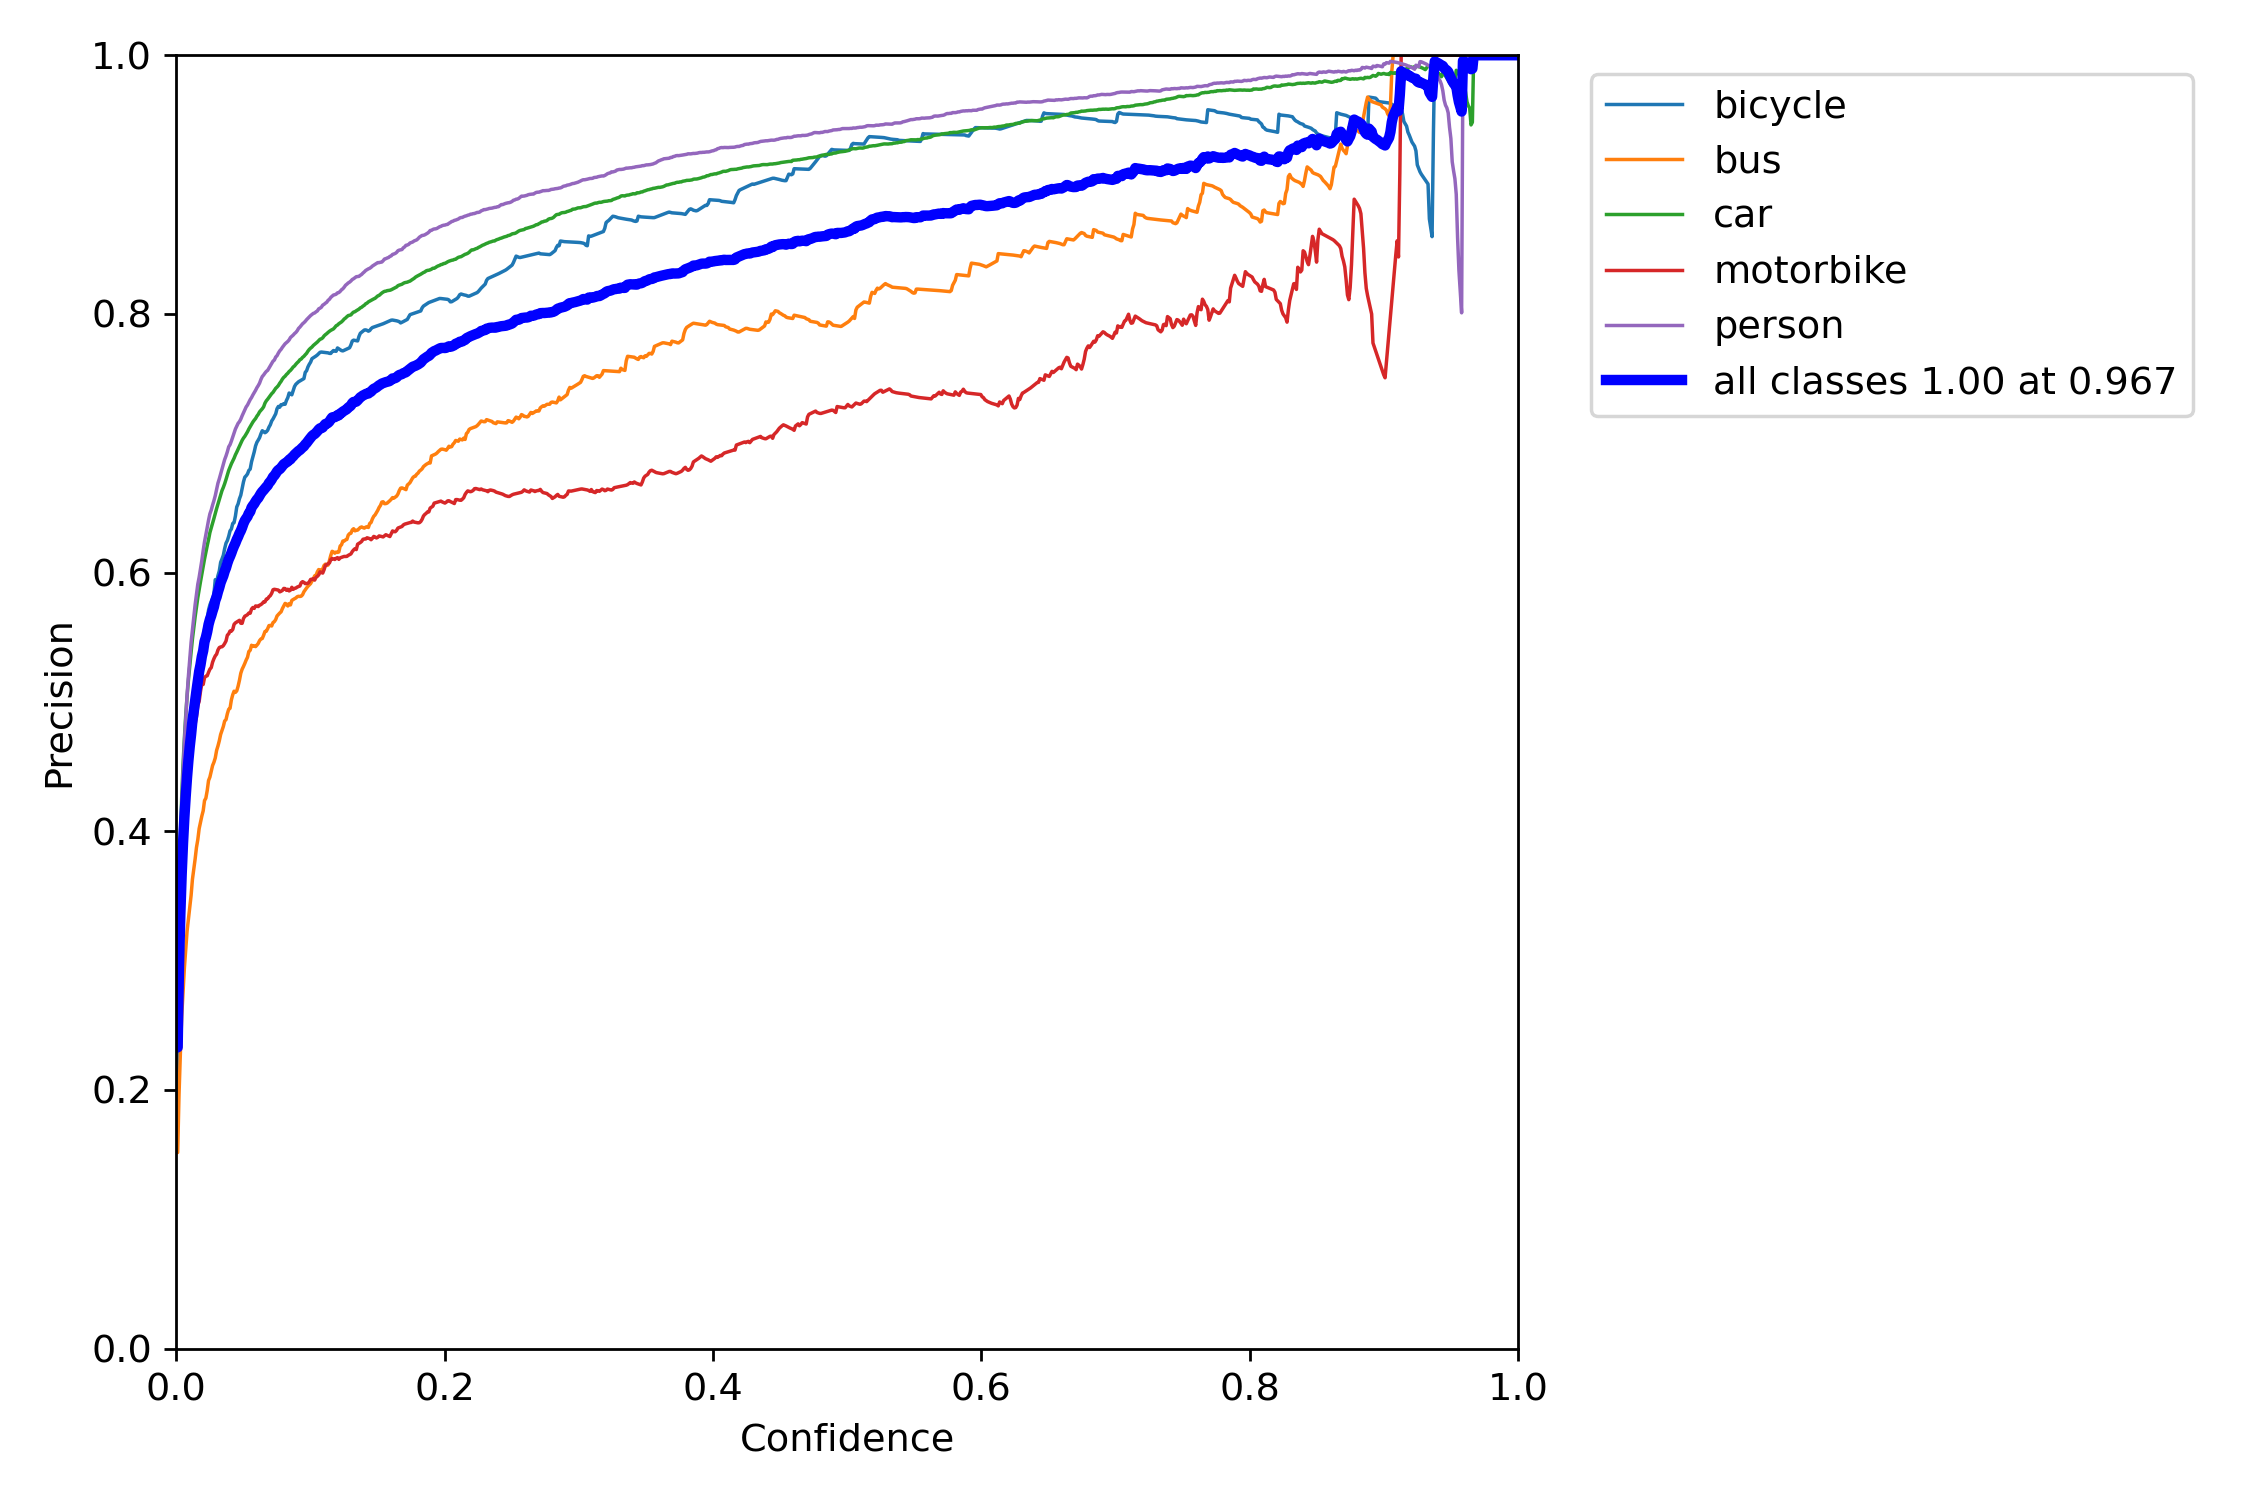 1.0
0.8
0.6
0.4
0.2
0.0
Precision
0.0 0.2 0.4 0.6 0.8 1.0
Confidence
bicycle
bus
car
motorbike
person
all classes 1.00 at 0.967